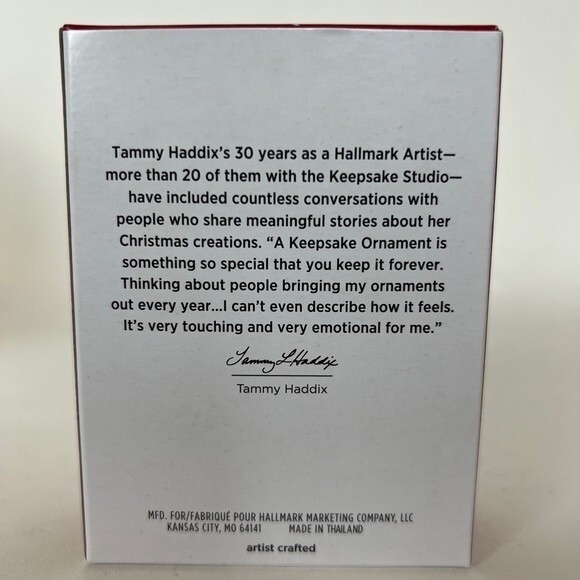 Tammy Haddix's 30 years as a Hallmark Artist—
more than 20 of them with the Keepsake Studio—
have included countless conversations with
people who share meaningful stories about her
Christmas creations. “A Keepsake Ornament is
something so special that you keep it forever.
Thinking about people bringing my ornaments
out every year...I can't even describe how it feels.
It's very touching and very emotional for me.”
Tammy L Haddix
Tammy Haddix
MFD. FOR/FABRIQUÉ POUR HALLMARK MARKETING COMPANY, LLC
KANSAS CITY, MO 64141 MADE IN THAILAND
artist crafted